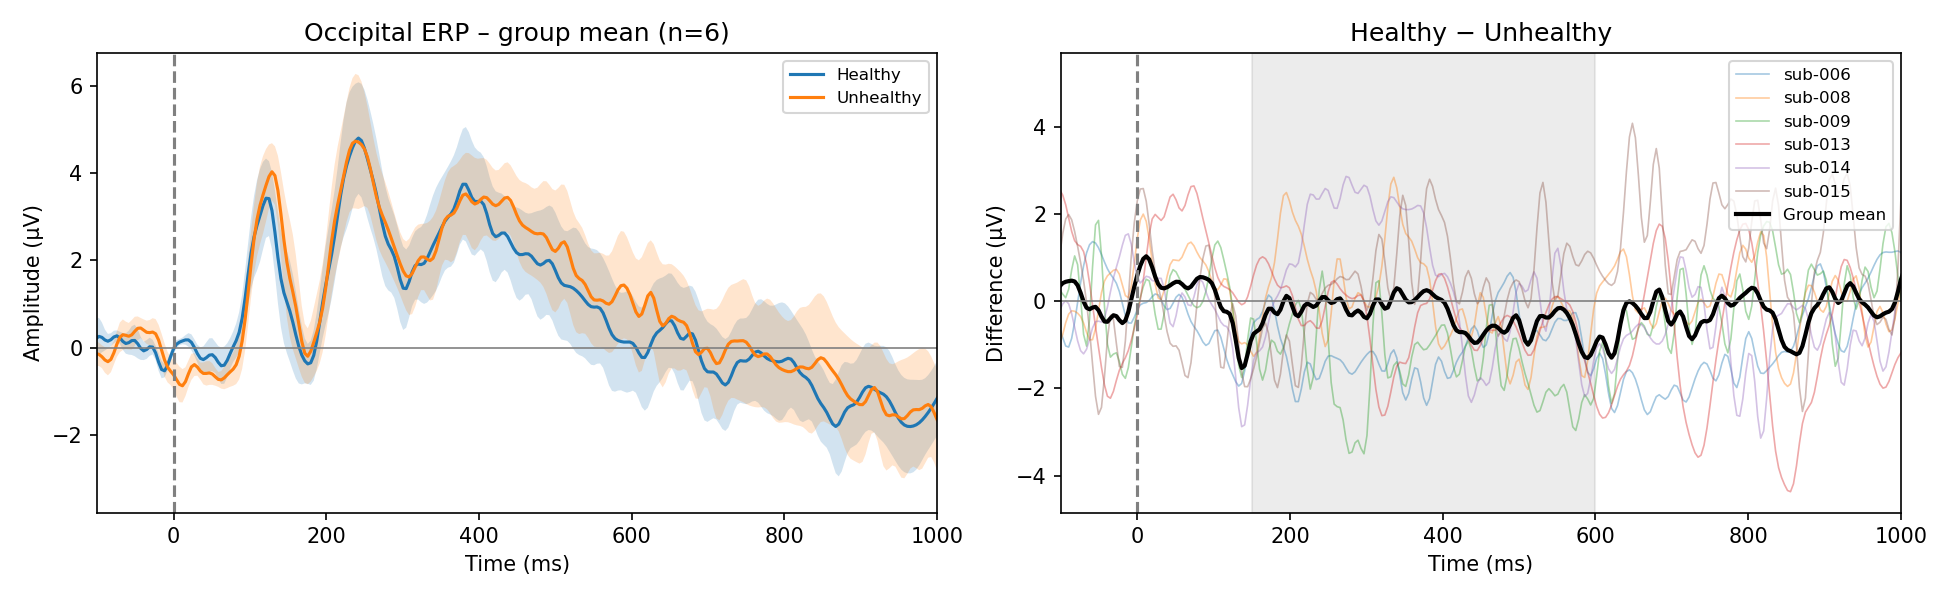 Occipital ERP – group mean (n=6)
Healthy
Unhealthy
Amplitude (µV)
6
4
2
0
−2
0
200
400
600
800
1000
Time (ms)
Healthy − Unhealthy
sub-006
sub-008
sub-009
sub-013
sub-014
sub-015
Group mean
Difference (µV)
4
2
0
−2
−4
0
200
400
600
800
1000
Time (ms)